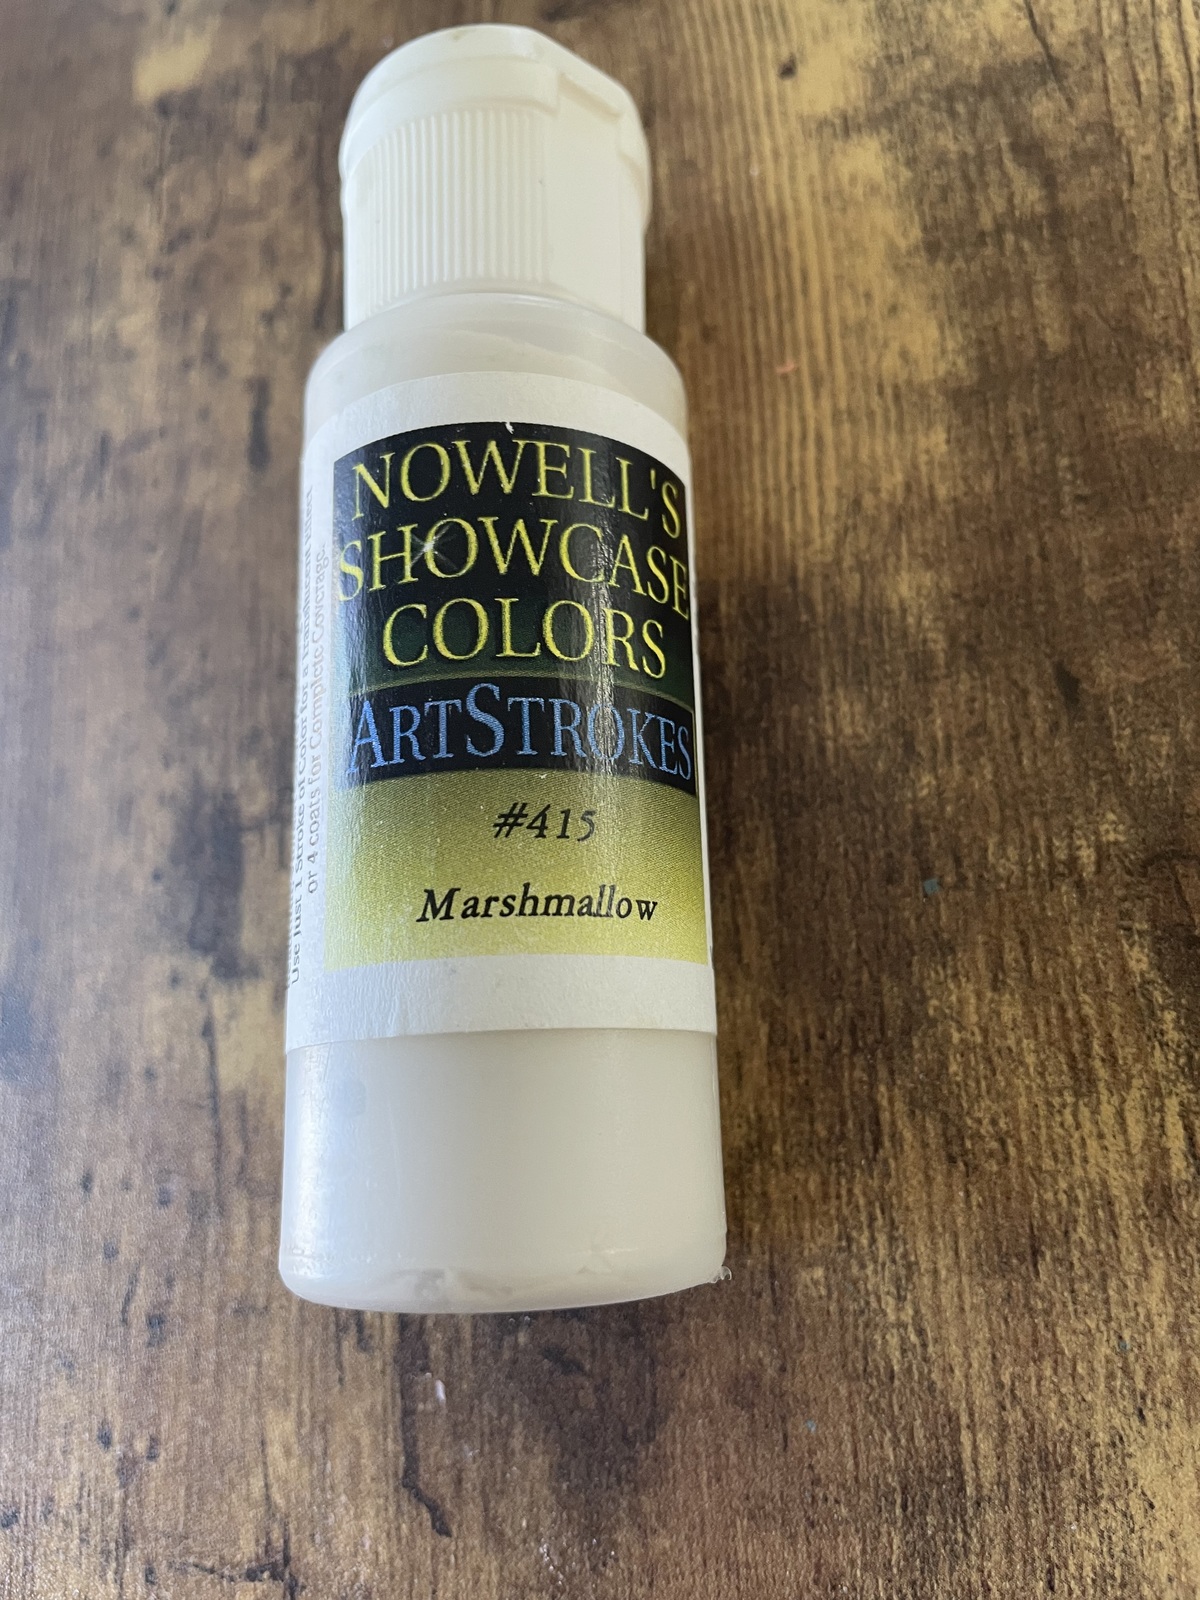 NOWELL'S
SHOWCASE
COLORS
ARTSTROKES
#415
Marshmallow
Use Just 1 Stroke of Color for a Translucent Effect
or 4 coats for Complete Coverage.